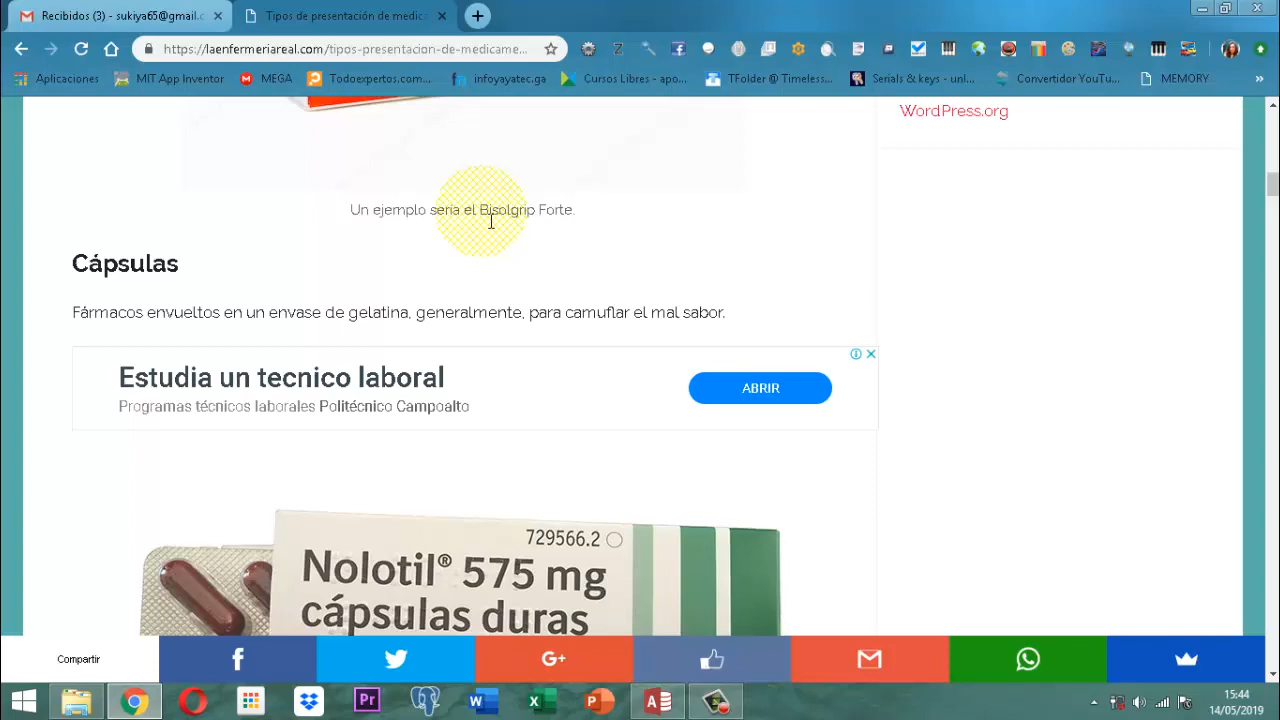 Recibidos (3) - sukiya65@gmail.c
Tipos de presentación de medica
https://laenfermeriareal.com/tipos-presentacion-de-medicame...
Aplicaciones
MIT App Inventor
MEGA
Todoexpertos.com...
infoyayatec.ga
Cursos Libres - apo...
TFolder @ Timeless...
Serials & keys - unl...
Convertidor YouTu...
MEMORY
»
WordPress.org
Un ejemplo sería el Bisolgrip Forte.
Cápsulas
Fármacos envueltos en un envase de gelatina, generalmente, para camuflar el mal sabor.
Estudia un tecnico laboral
Programas técnicos laborales Politécnico Campoalto
ABRIR
729566.2
Nolotil® 575 mg
cápsulas duras
Compartir
15:44
14/05/2019